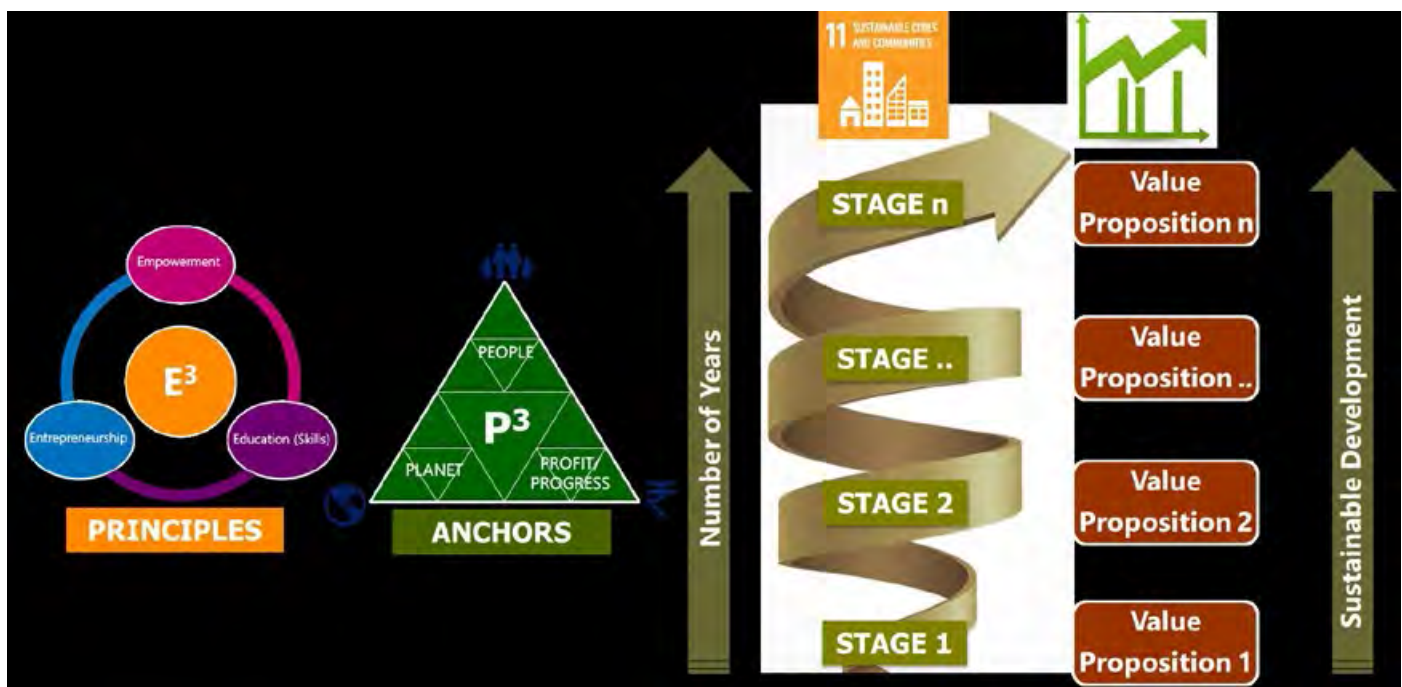 Empowerment
E³
Entrepreneurship
Education (Skills)
PRINCIPLES
PEOPLE
P³
PLANET
PROFIT/
PROGRESS
ANCHORS
Number of Years
11 SUSTAINABLE CITIES
AND COMMUNITIES
STAGE n
STAGE ..
STAGE 2
STAGE 1
Value
Proposition n
Value
Proposition ..
Value
Proposition 2
Value
Proposition 1
Sustainable Development